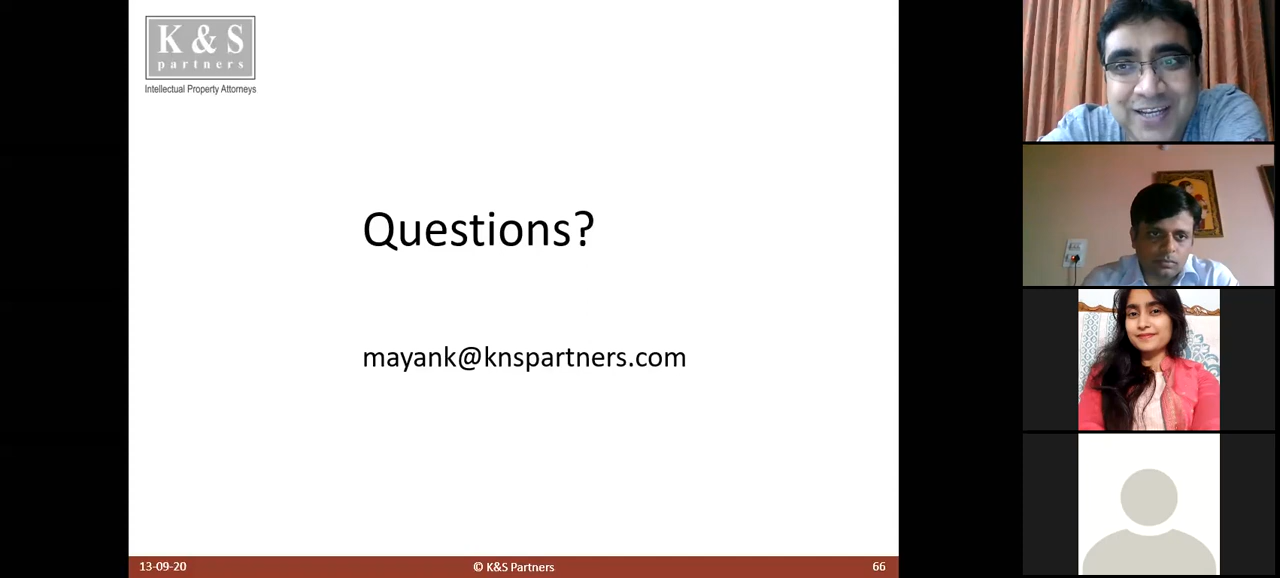 K & S
partners
Intellectual Property Attorneys
Questions?
mayank@knspartners.com
13-09-20
© K&S Partners
66